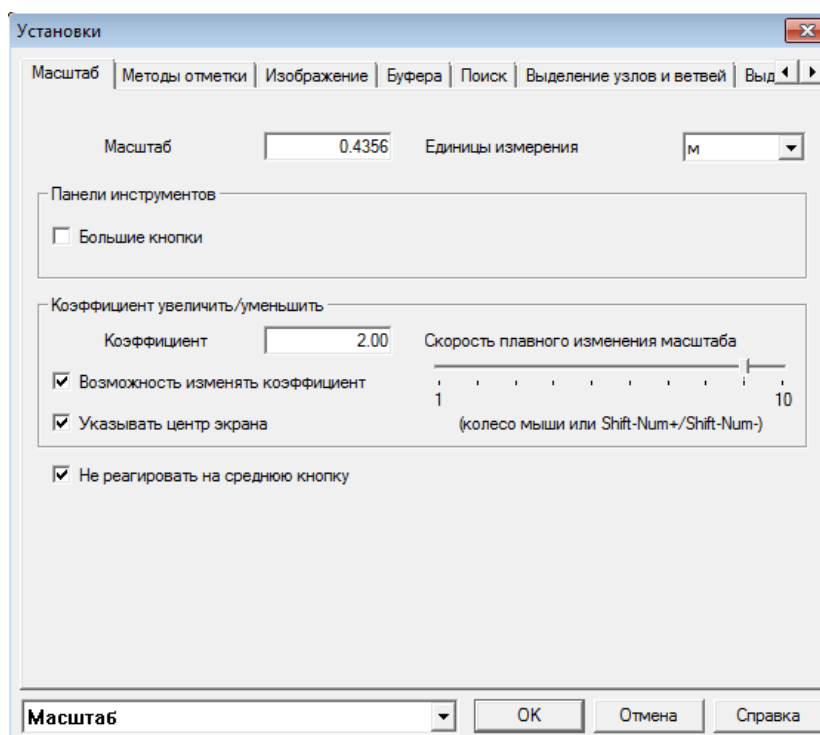 Установки
Масштаб Методы отметки Изображение Буфера Поиск Выделение узлов и ветвей Выд
Масштаб 0.4356 Единицы измерения м
Панели инструментов
Большие кнопки
Коэффициент увеличить/уменьшить
Коэффициент 2.00 Скорость плавного изменения масштаба
Возможность изменять коэффициент
1 10
Указывать центр экрана (колесо мыши или Shift-Num+/Shift-Num-)
Не реагировать на среднюю кнопку
Масштаб OK Отмена Справка